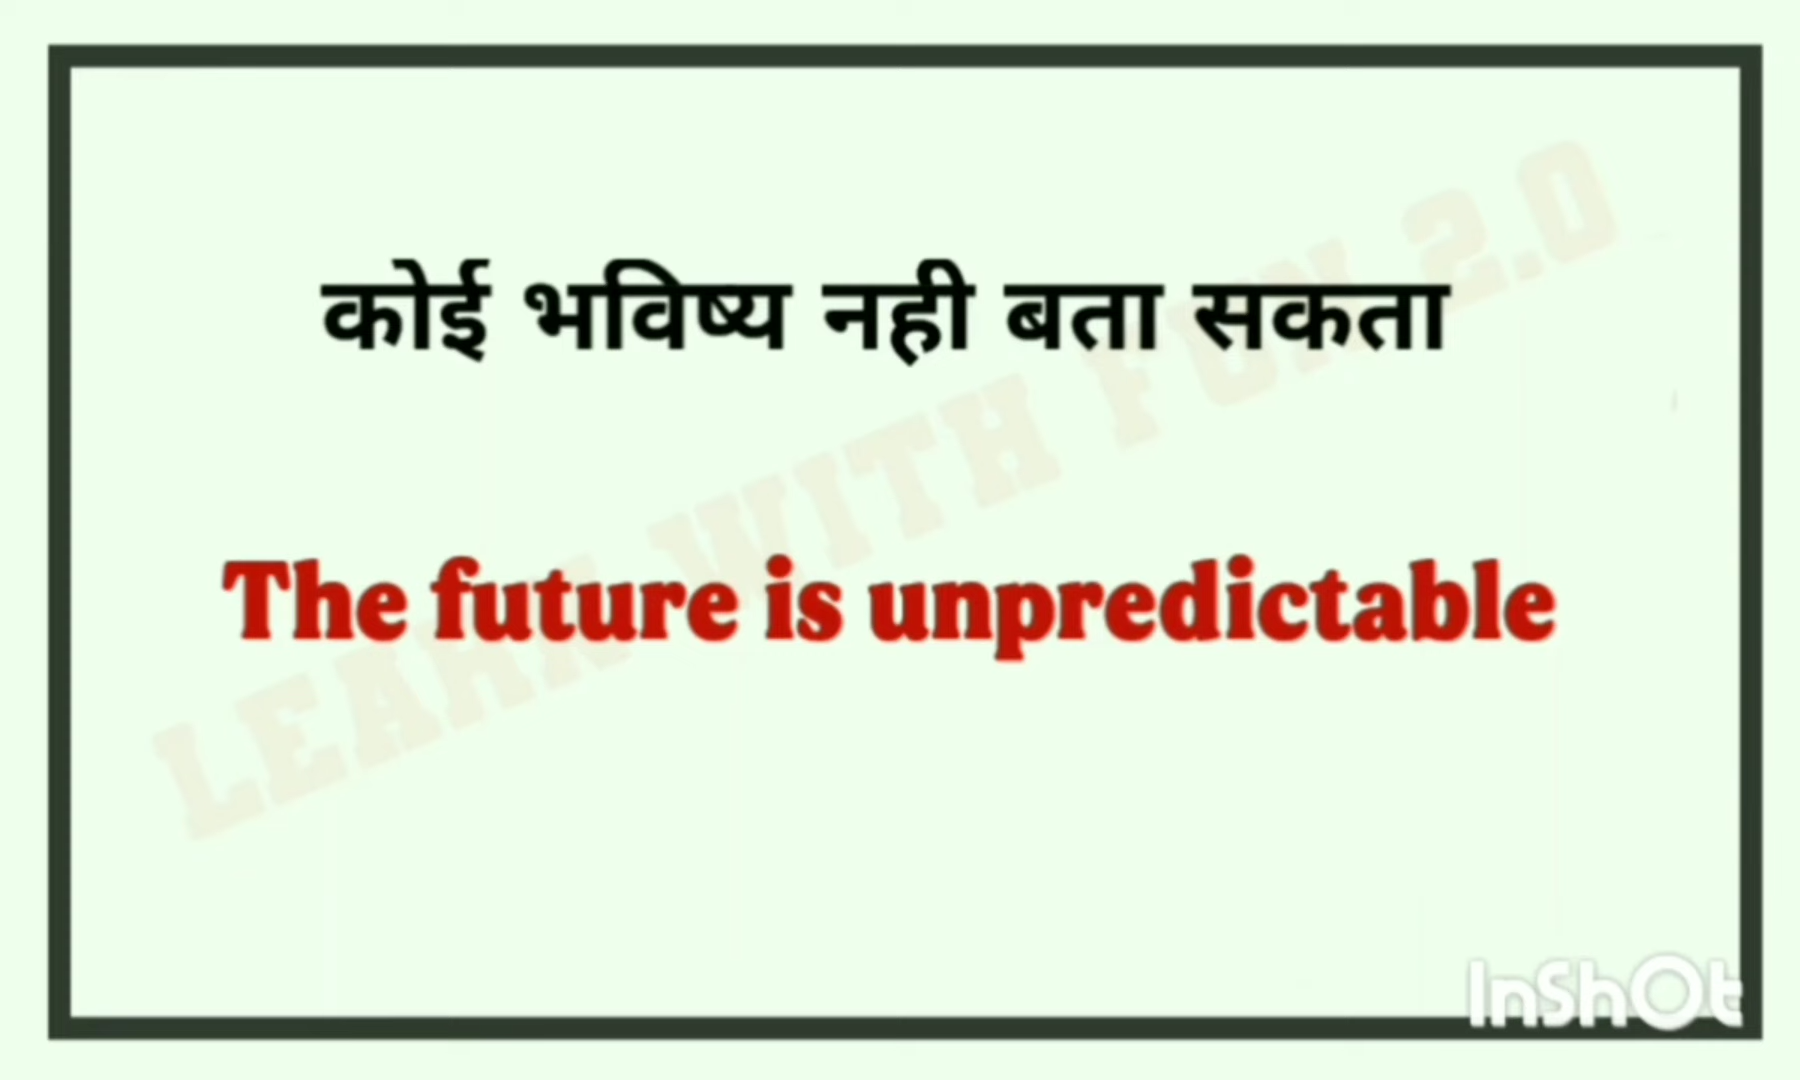 कोई भविष्य नही बता सकता
The future is unpredictable
LEARN WITH FUN 2.0
InShOt